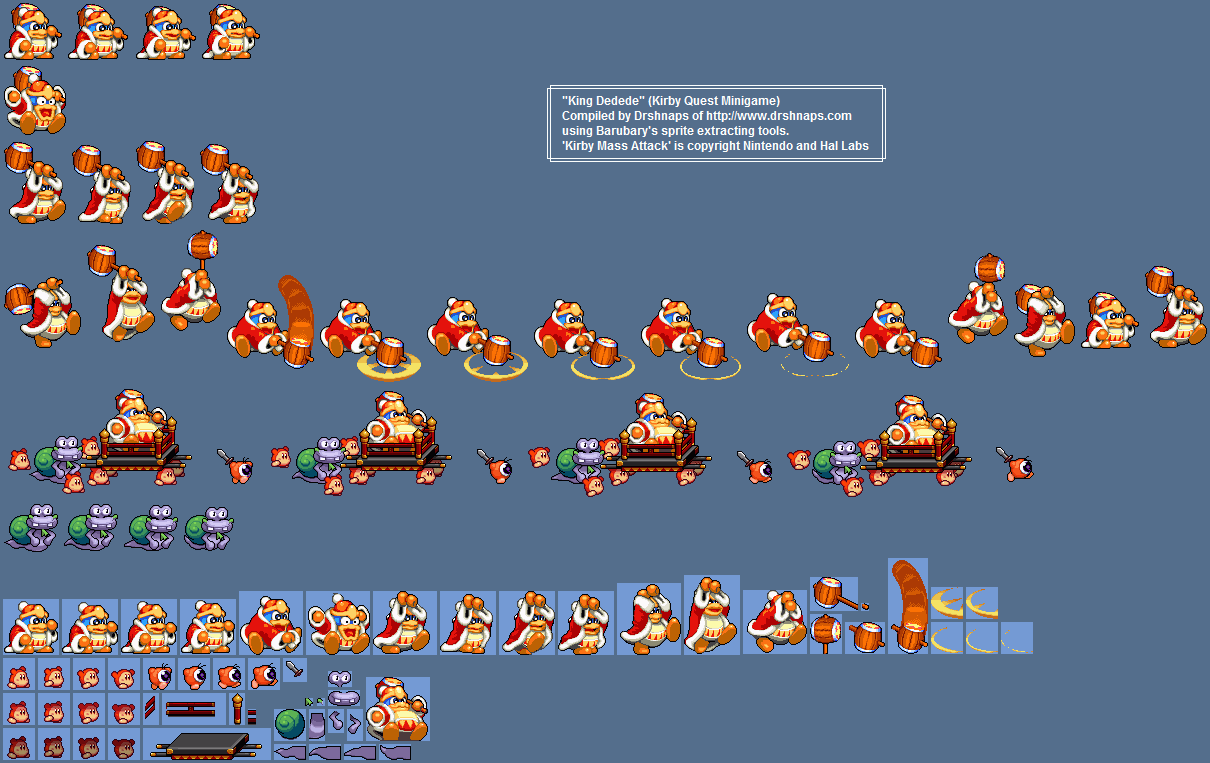 "King Dedede" (Kirby Quest Minigame)
Compiled by Drshnaps of http://www.drshnaps.com
using Barubary's sprite extracting tools.
'Kirby Mass Attack' is copyright Nintendo and Hal Labs